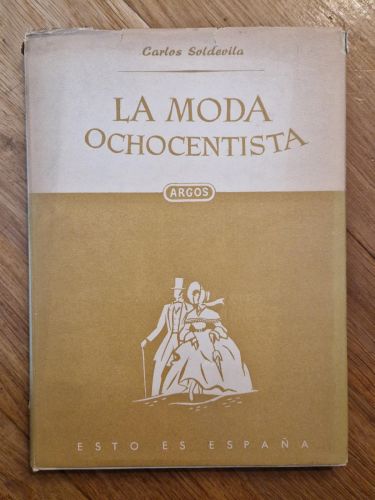 Carlos Soldevila
LA MODA
OCHOCENTISTA
ARGOS
ESTO ES ESPAÑA